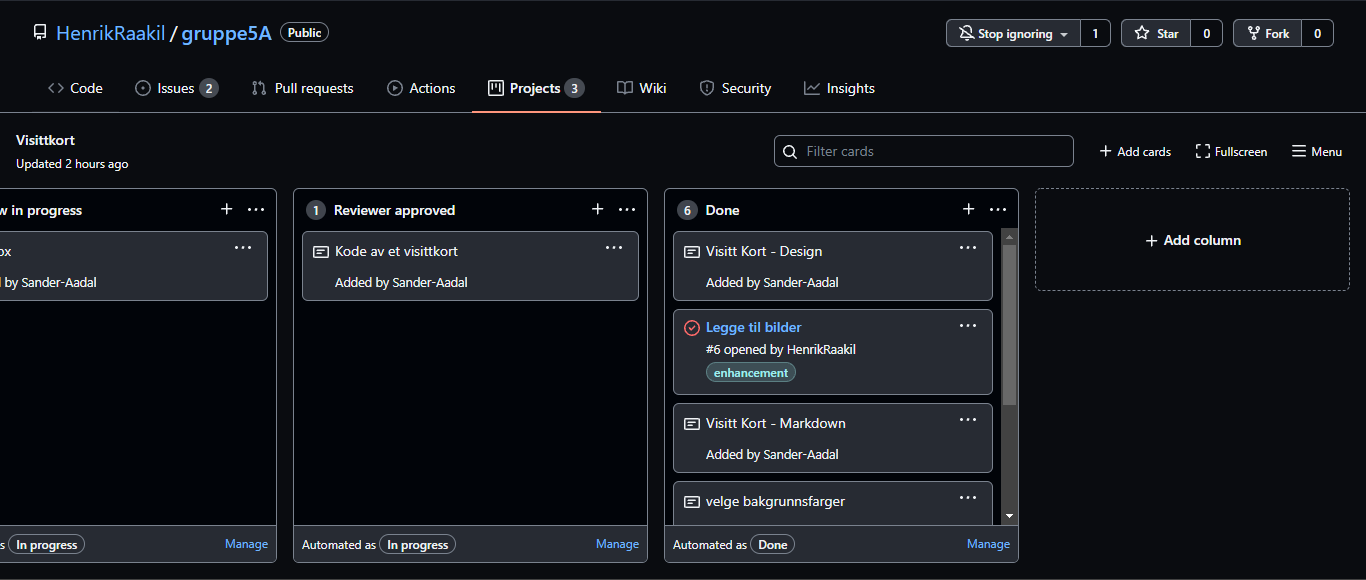 HenrikRaakil / gruppe5A Public
Stop ignoring 1 Star 0 Fork 0
Code Issues 2 Pull requests Actions Projects 3 Wiki Security Insights
Visittkort
Updated 2 hours ago
Filter cards
Add cards Fullscreen Menu
w in progress
ox
by Sander-Aadal
Automated as In progress Manage
1 Reviewer approved
Kode av et visittkort
Added by Sander-Aadal
Automated as In progress Manage
6 Done
Visitt Kort - Design
Added by Sander-Aadal
Legge til bilder
#6 opened by HenrikRaakil
enhancement
Visitt Kort - Markdown
Added by Sander-Aadal
velge bakgrunnsfarger
Automated as Done Manage
Add column